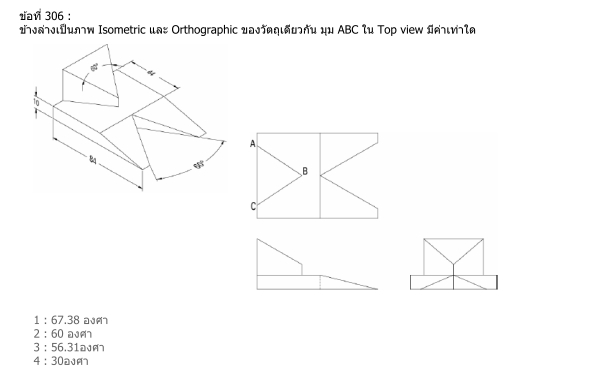 ข้อที่ 306 :
ข้างล่างเป็นภาพ Isometric และ Orthographic ของวัตถุเดียวกัน มุม ABC ใน Top view มีค่าเท่าใด
44
10
84
A
B
C
1 : 67.38 องศา
2 : 60 องศา
3 : 56.31องศา
4 : 30องศา